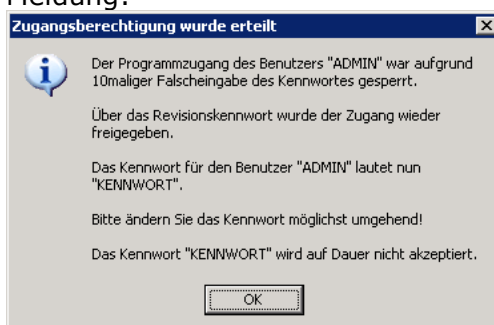 Meldung:
Zugangsberechtigung wurde erteilt
Der Programmzugang des Benutzers "ADMIN" war aufgrund
10maliger Falscheingabe des Kennwortes gesperrt.
Über das Revisionskennwort wurde der Zugang wieder
freigegeben.
Das Kennwort für den Benutzer "ADMIN" lautet nun
"KENNWORT".
Bitte ändern Sie das Kennwort möglichst umgehend!
Das Kennwort "KENNWORT" wird auf Dauer nicht akzeptiert.
OK